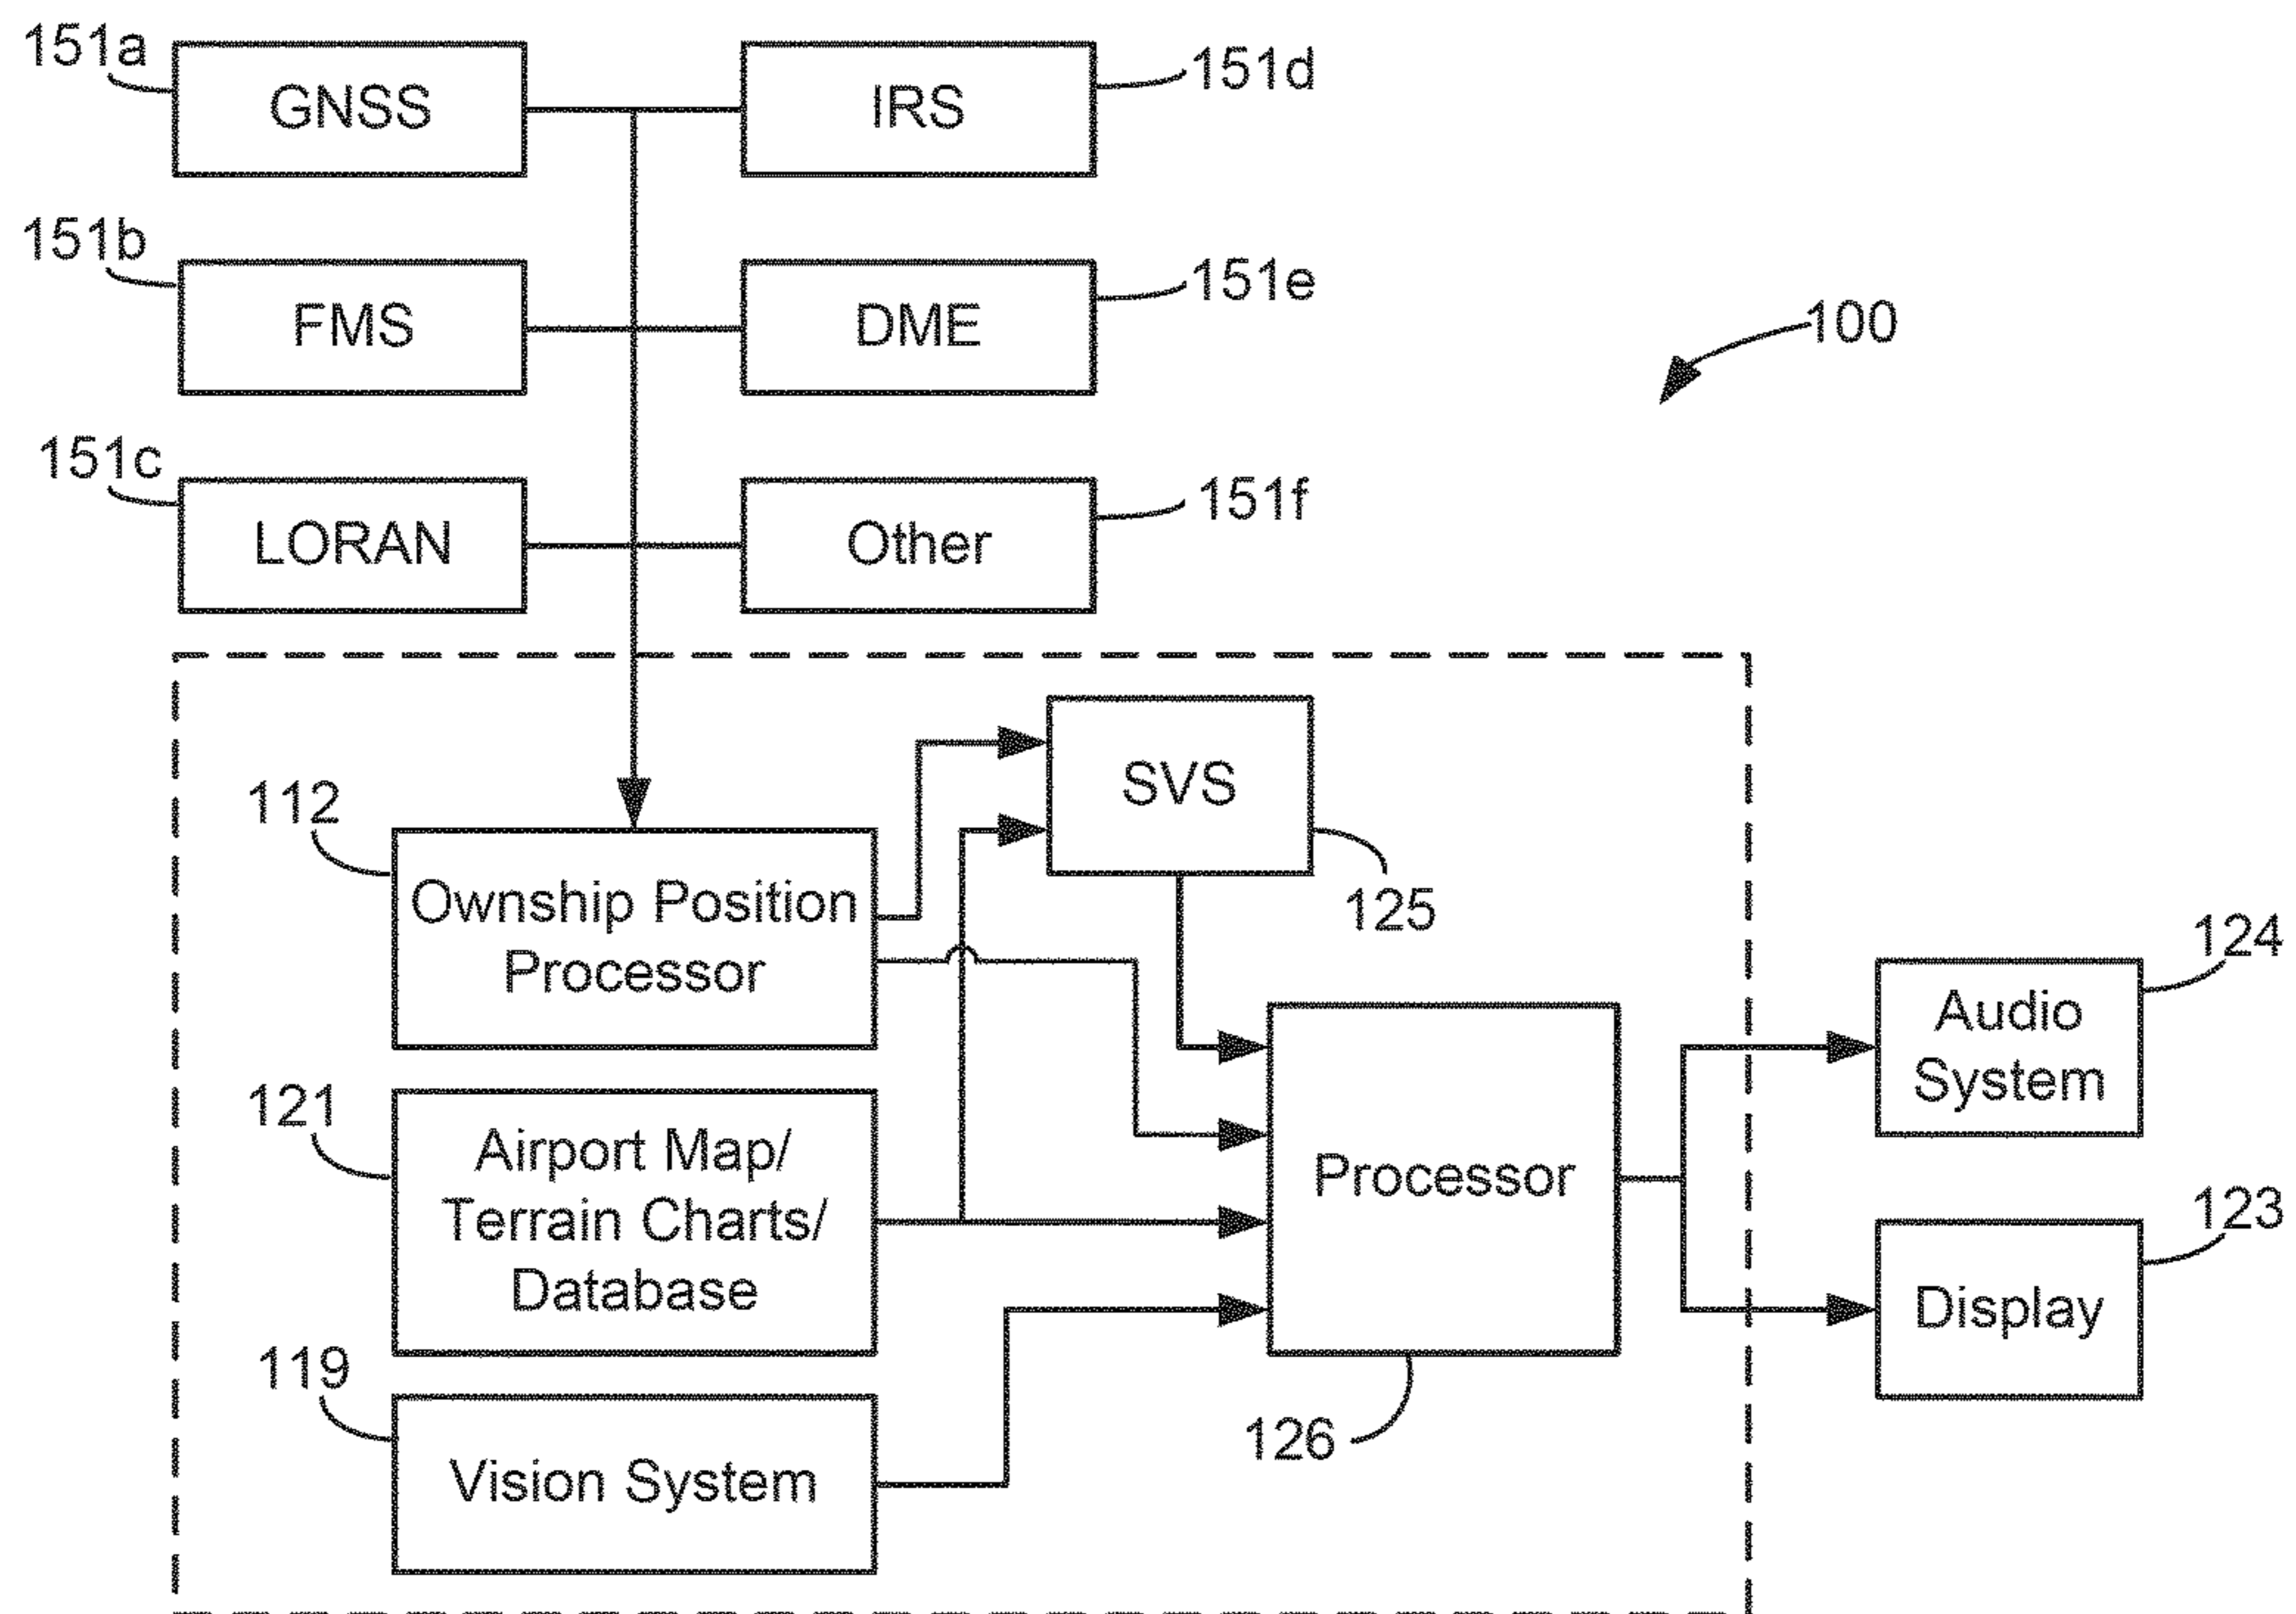 151a
GNSS
IRS
151d
151b
FMS
DME
151e
100
151c
LORAN
Other
151f
112
Ownship Position
Processor
SVS
125
121
Airport Map/
Terrain Charts/
Database
Processor
126
124
Audio
System
123
Display
119
Vision System